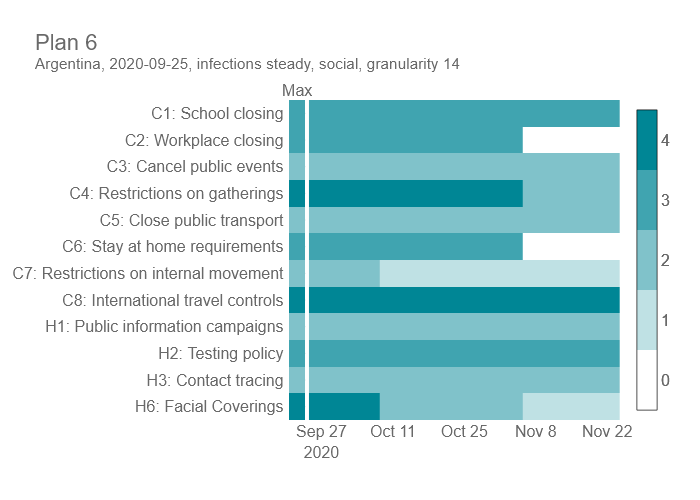 Plan 6
Argentina, 2020-09-25, infections steady, social, granularity 14
Max
C1: School closing
C2: Workplace closing
C3: Cancel public events
C4: Restrictions on gatherings
C5: Close public transport
C6: Stay at home requirements
C7: Restrictions on internal movement
C8: International travel controls
H1: Public information campaigns
H2: Testing policy
H3: Contact tracing
H6: Facial Coverings
Sep 27 Oct 11 Oct 25 Nov 8 Nov 22
2020
4
3
2
1
0